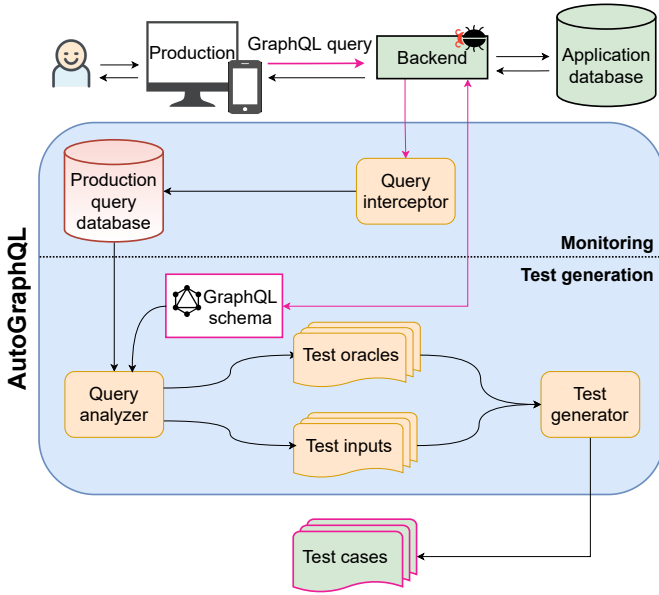 Production
GraphQL query
Backend
Application
database
Production
query
database
Query
interceptor
Monitoring
Test generation
AutoGraphQL
GraphQL
schema
Test oracles
Query
analyzer
Test
generator
Test inputs
Test cases